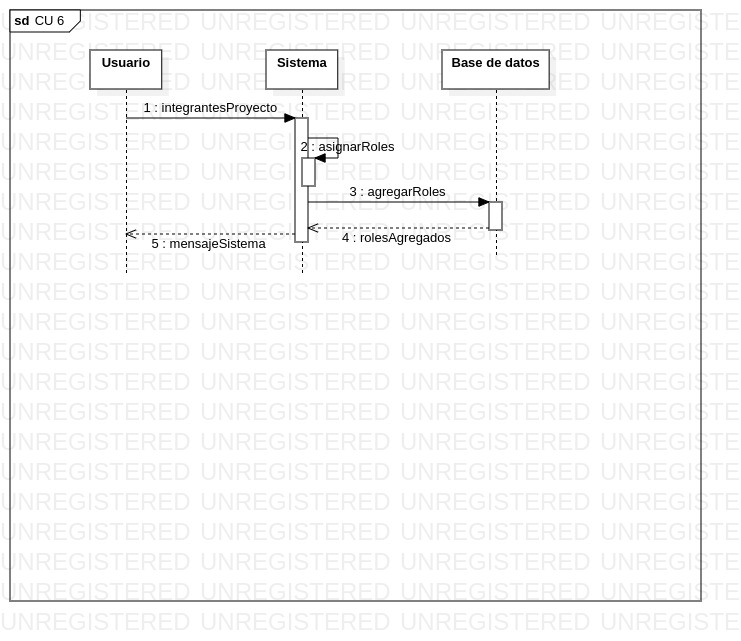 sd CU 6
Usuario
Sistema
Base de datos
1 : integrantesProyecto
2 : asignarRoles
3 : agregarRoles
4 : rolesAgregados
5 : mensajeSistema
UNREGISTERED UNREGISTERED UNREGISTERED UNREGISTE